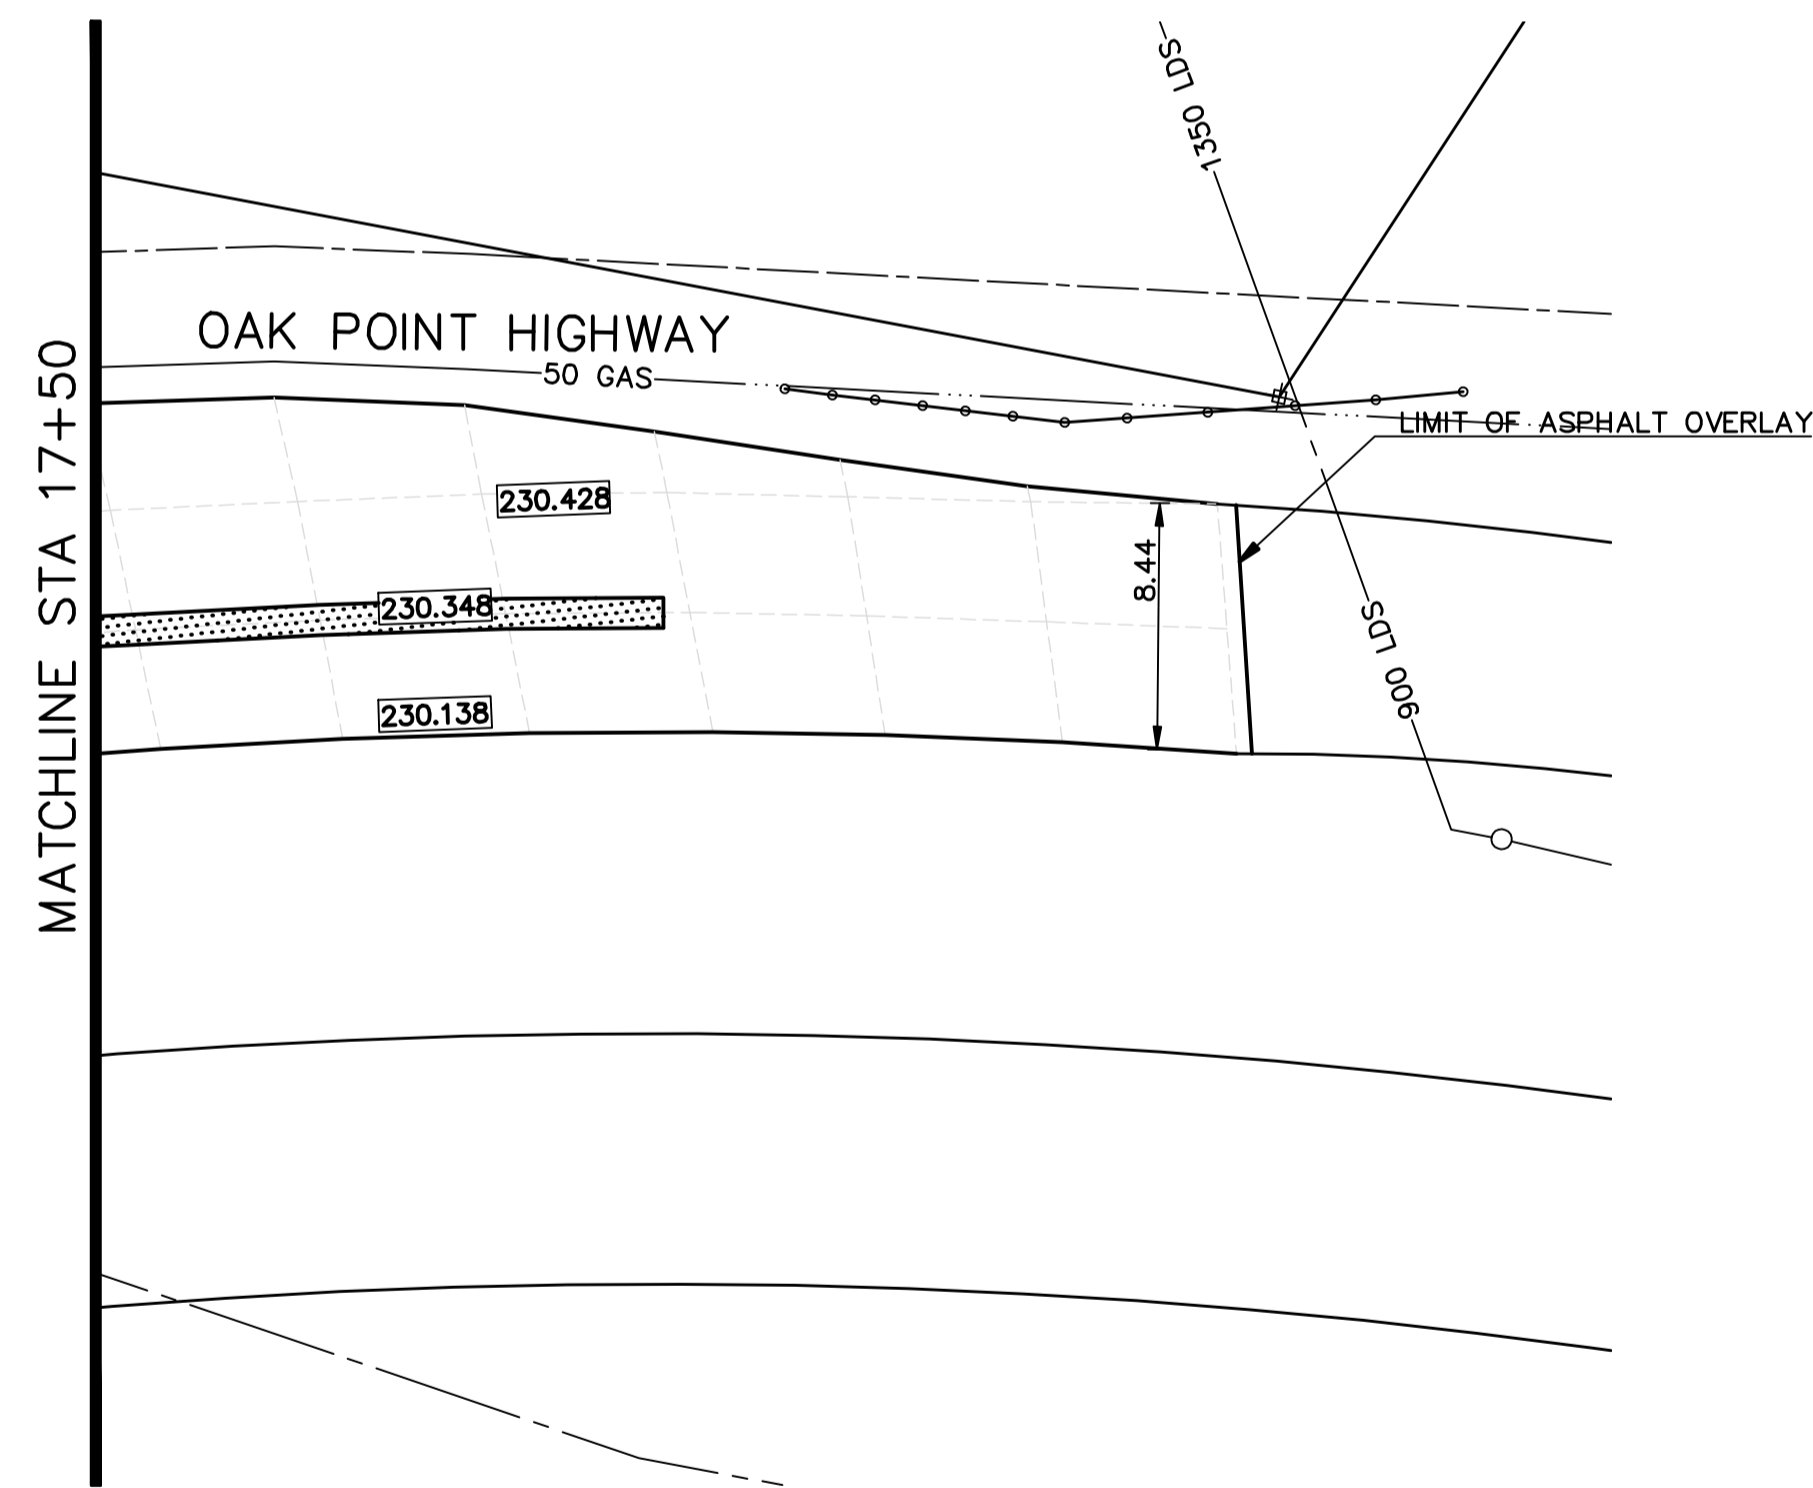 1350 LDS
OAK POINT HIGHWAY
50 GAS
LIMIT OF ASPHALT OVERLAY
230.428
8.44
230.348
900 LDS
230.138
MATCHLINE STA 17+50